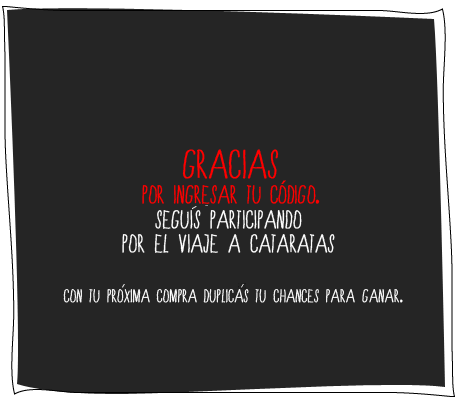 GRACIAS
POR INGRESAR TU CÓDIGO.
SEGUÍS PARTICIPANDO
POR EL VIAJE A CATARATAS
CON TU PRÓXIMA COMPRA DUPLICÁS TU CHANCES PARA GANAR.